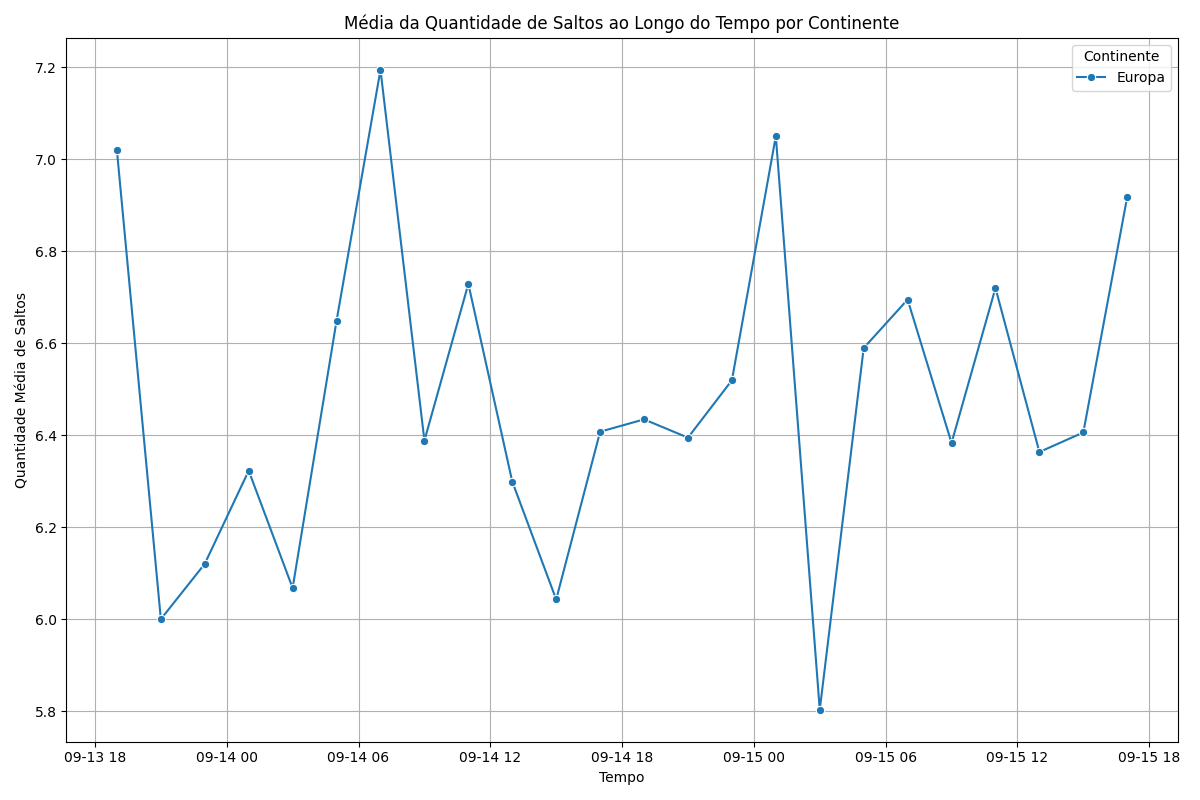 Média da Quantidade de Saltos ao Longo do Tempo por Continente
Continente
Europa
Quantidade Média de Saltos
7.2
7.0
6.8
6.6
6.4
6.2
6.0
5.8
09-13 18 09-14 00 09-14 06 09-14 12 09-14 18 09-15 00 09-15 06 09-15 12 09-15 18
Tempo